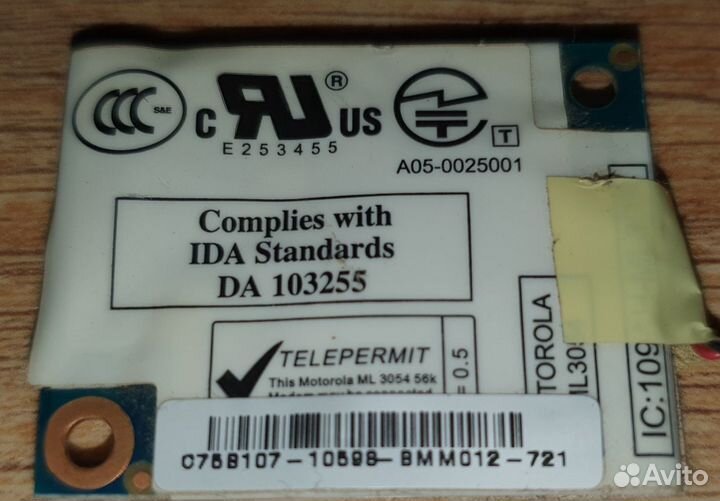 CCC S&E
C UR ® US
E253455
T
A05-0025001
Complies with
IDA Standards
DA 103255
TELEPERMIT
This Motorola ML 3054 56k
= 0.5
IC:109
C75B107-10598-BMM012-721
Avito